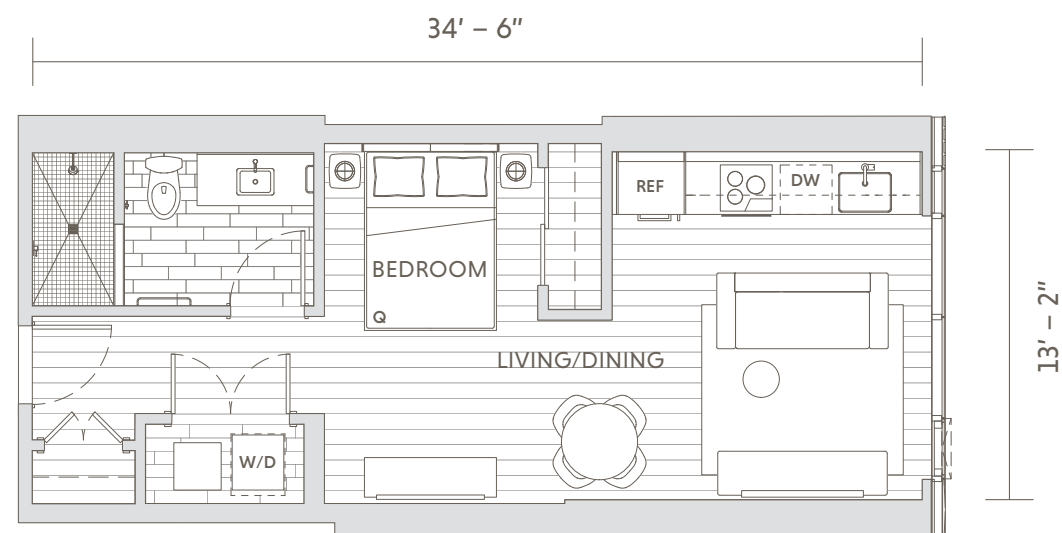 34′ – 6″
REF
DW
BEDROOM
Q
13′ – 2″
LIVING/DINING
W/D